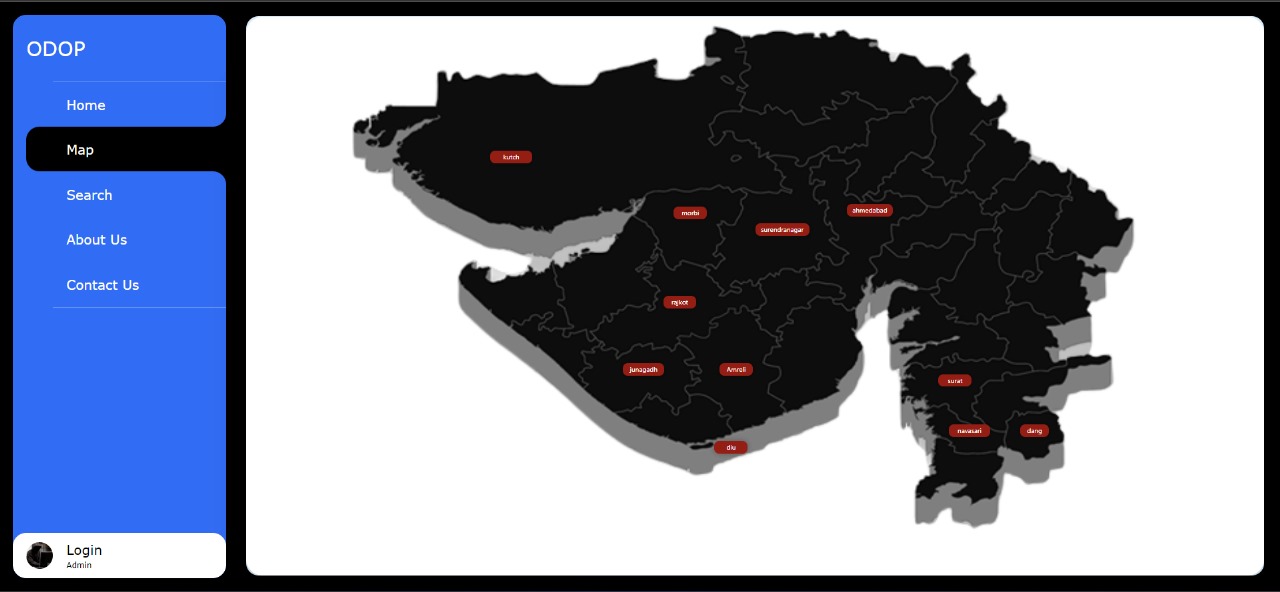 ODOP
Home
Map
Search
About Us
Contact Us
Login
Admin
kutch
morbi
ahmedabad
surendranagar
rajkot
junagadh
Amreli
surat
navasari
dang
diu